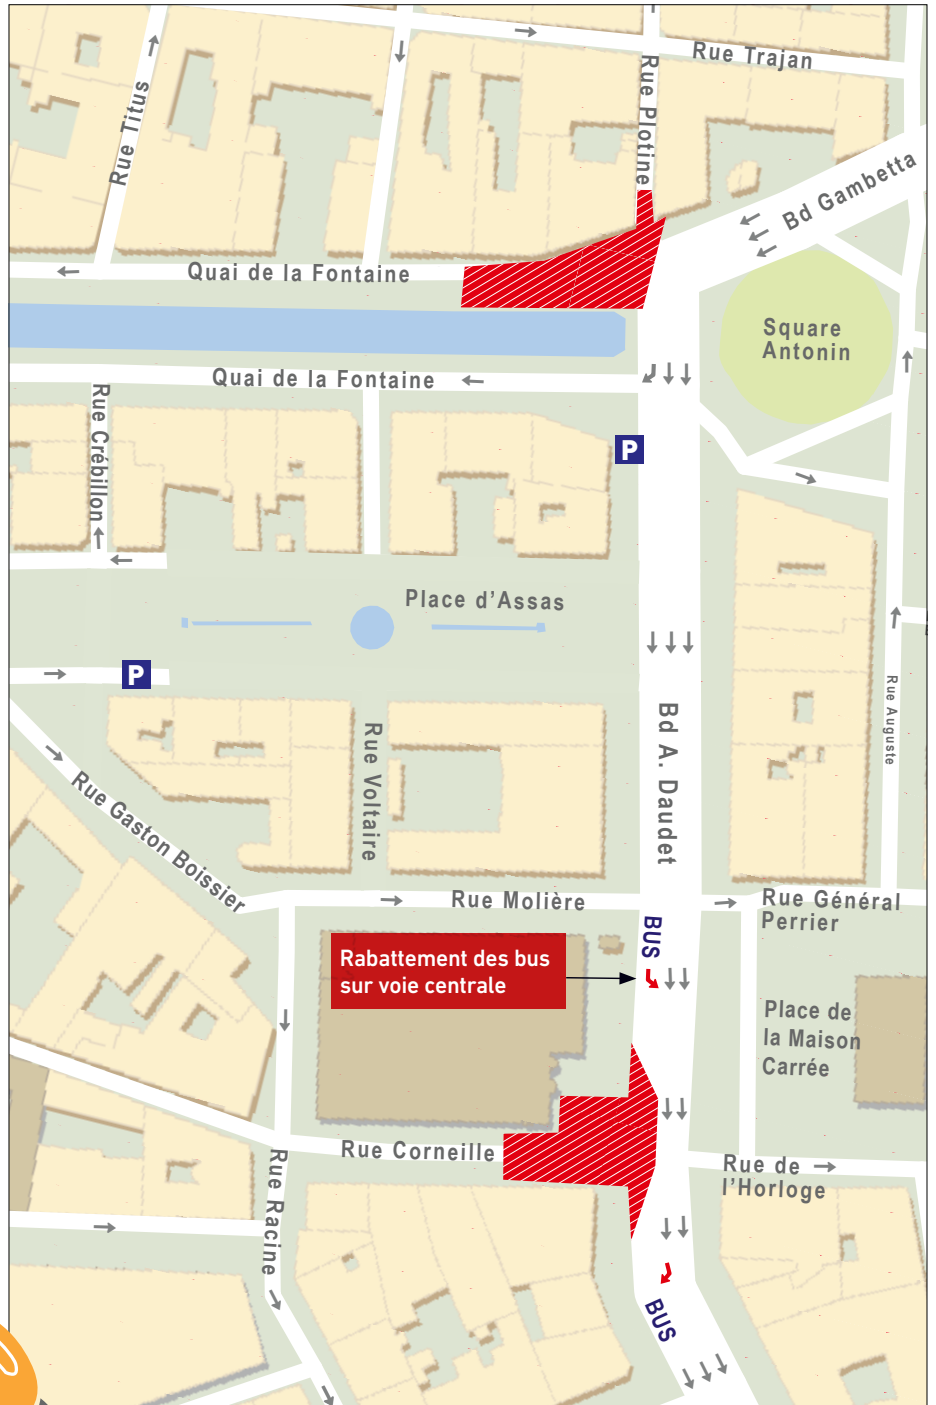 Rue Trajan
Rue Titus
Rue Plotine
Bd Gambetta
Quai de la Fontaine
Square
Antonin
Quai de la Fontaine
Rue Crébillon
P
Place d'Assas
P
Rue Auguste
Bd A. Daudet
Rue Voltaire
Rue Gaston Boissier
Rue Molière
Rue Général
Perrier
BUS
Rabattement des bus
sur voie centrale
Place de
la Maison
Carrée
Rue Corneille
Rue de
l'Horloge
Rue Racine
BUS